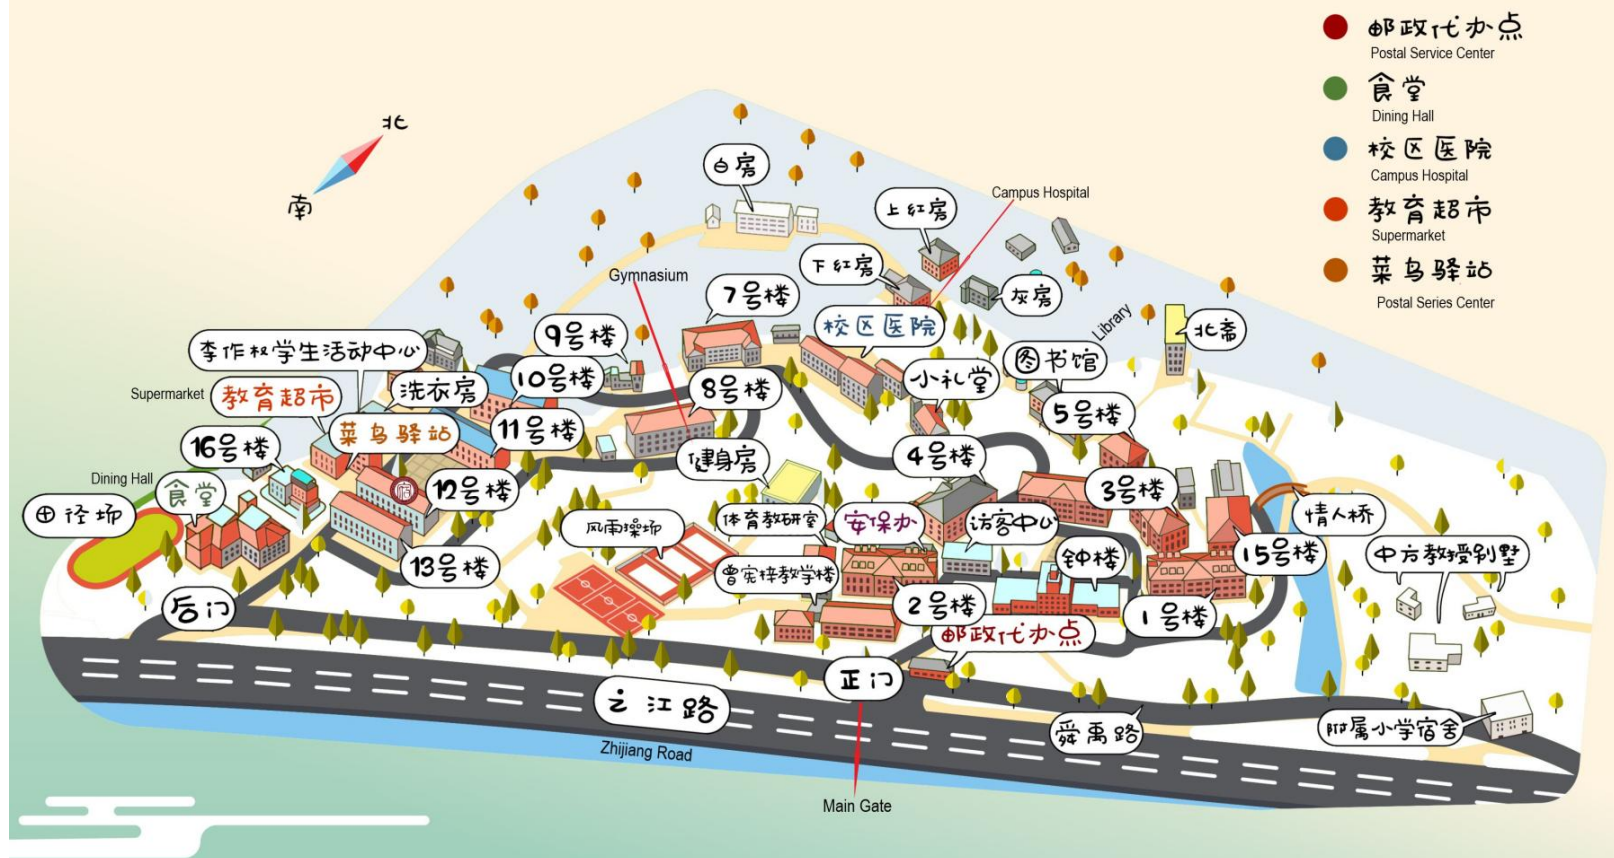 邮政代办点
Postal Service Center
食堂
Dining Hall
校区医院
Campus Hospital
教育超市
Supermarket
菜鸟驿站
Postal Series Center
北
南
白房
上红房
Campus Hospital
下红房
灰房
Gymnasium
7号楼
校区医院
Library
北斋
9号楼
李作权学生活动中心
图书馆
小礼堂
10号楼
洗衣房
8号楼
Supermarket
教育超市
5号楼
菜鸟驿站
11号楼
16号楼
健身房
4号楼
Dining Hall
食堂
宿
12号楼
3号楼
田径场
风雨操场
体育教研室
安保办
访客中心
情人桥
13号楼
曾宪梓教学楼
钟楼
15号楼
中方教授别墅
后门
2号楼
1号楼
邮政代办点
正门
之江路
舜禹路
附属小学宿舍
Zhijiang Road
Main Gate